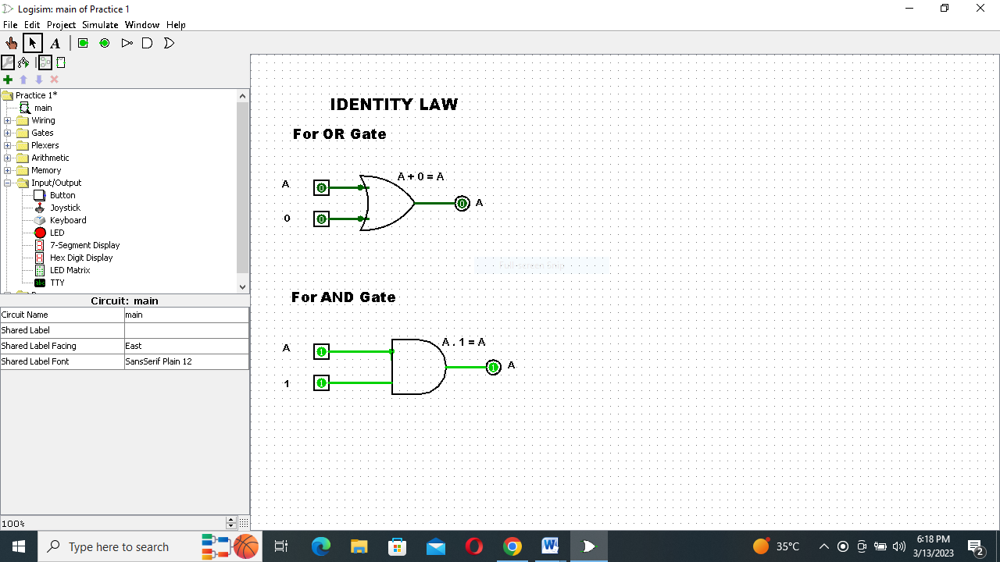 Logisim: main of Practice 1
File Edit Project Simulate Window Help
A
Practice 1*
main
Wiring
Gates
Plexers
Arithmetic
Memory
Input/Output
Button
Joystick
Keyboard
LED
7-Segment Display
Hex Digit Display
LED Matrix
TTY
Circuit: main
Circuit Name main
Shared Label
Shared Label Facing East
Shared Label Font SansSerif Plain 12
100%
IDENTITY LAW
For OR Gate
A + 0 = A
A 0
0 A
0 0
For AND Gate
A . 1 = A
A 1
1 A
1 1
Type here to search
35°C
6:18 PM
3/13/2023
2